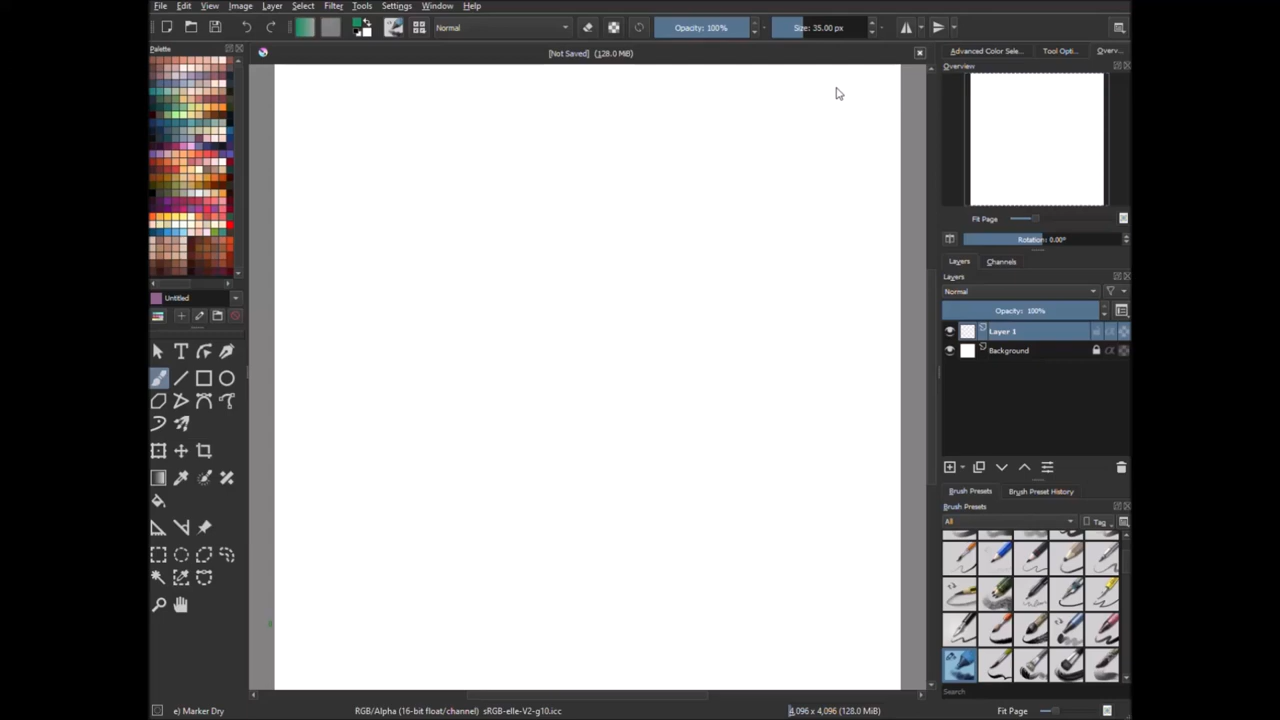 File Edit View Image Layer Select Filter Tools Settings Window Help
Normal Opacity: 100% Size: 35.00 px
Palette [Not Saved] (128.0 MiB) Advanced Color Sele... Tool Opti... Overv...
Overview
Fit Page
Rotation: 0.00°
Layers Channels
Layers
Normal
Untitled
Opacity: 100%
Layer 1
Background
Brush Presets Brush Preset History
Brush Presets
All Tag
Search
e) Marker Dry RGB/Alpha (16-bit float/channel) sRGB-elle-V2-g10.icc 4,096 x 4,096 (128.0 MiB) Fit Page